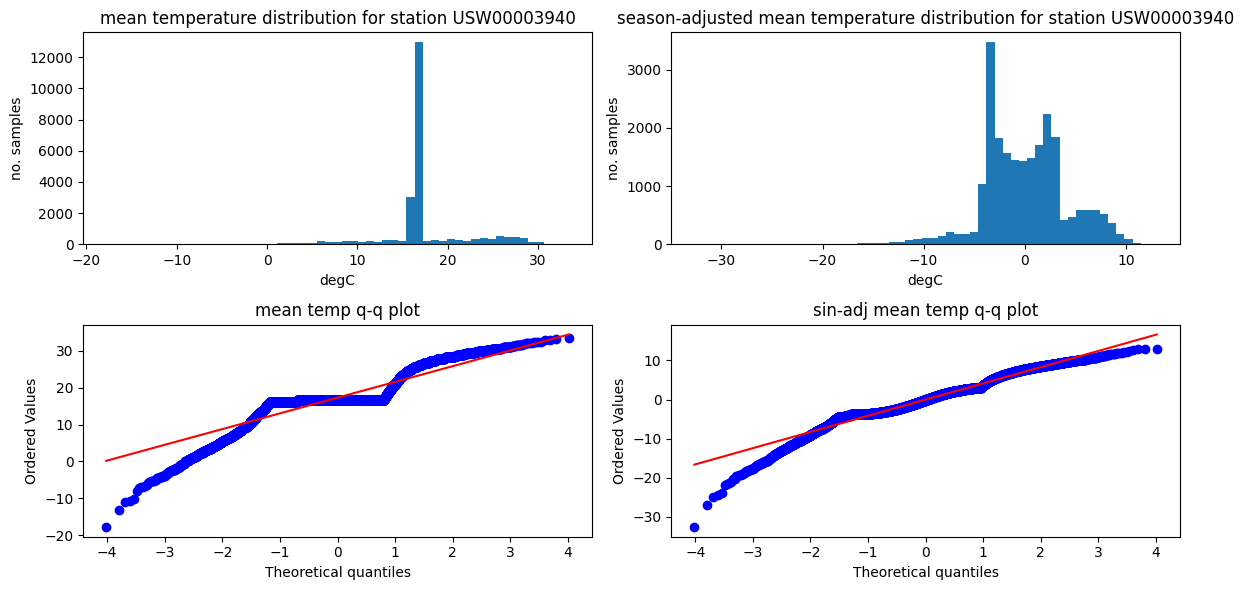 mean temperature distribution for station USW00003940
12000
10000
8000
6000
4000
2000
0
no. samples
−20 −10 0 10 20 30
degC
season-adjusted mean temperature distribution for station USW00003940
3000
2000
1000
0
no. samples
−30 −20 −10 0 10
degC
mean temp q-q plot
30
20
10
0
−10
−20
Ordered Values
−4 −3 −2 −1 0 1 2 3 4
Theoretical quantiles
sin-adj mean temp q-q plot
10
0
−10
−20
−30
Ordered Values
−4 −3 −2 −1 0 1 2 3 4
Theoretical quantiles